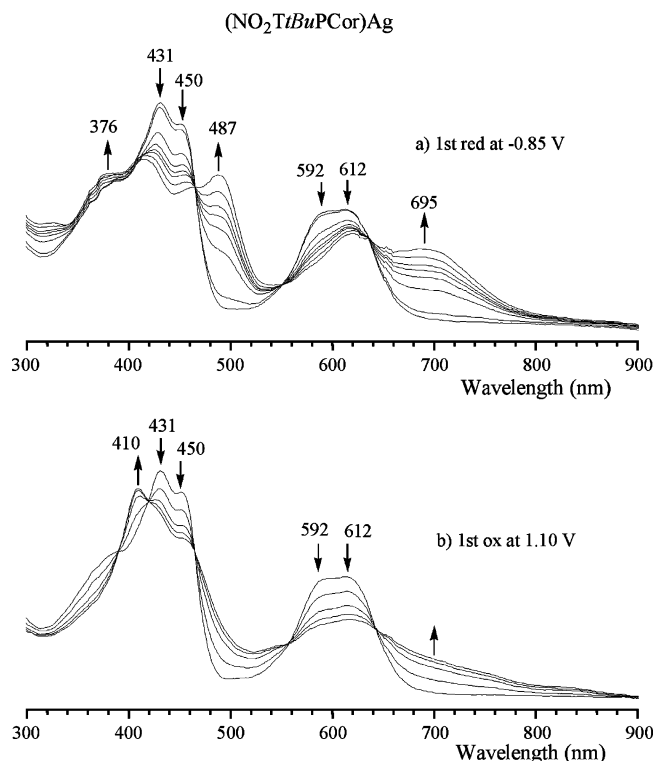 (NO₂TtBuPCor)Ag
431
450
376
487
a) 1st red at -0.85 V
592 612
695
300 400 500 600 700 800 900
Wavelength (nm)
431
410
450
592 612
b) 1st ox at 1.10 V
300 400 500 600 700 800 900
Wavelength (nm)